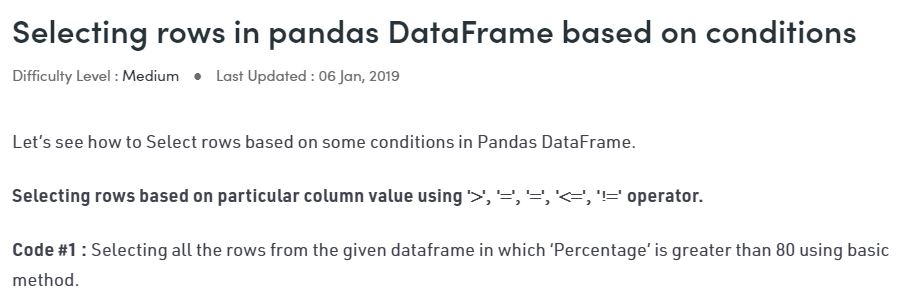 Selecting rows in pandas DataFrame based on conditions
Difficulty Level : Medium ● Last Updated : 06 Jan, 2019
Let's see how to Select rows based on some conditions in Pandas DataFrame.
Selecting rows based on particular column value using '>', '=', '=', '<=', '!=' operator.
Code #1 : Selecting all the rows from the given dataframe in which ‘Percentage’ is greater than 80 using basic
method.